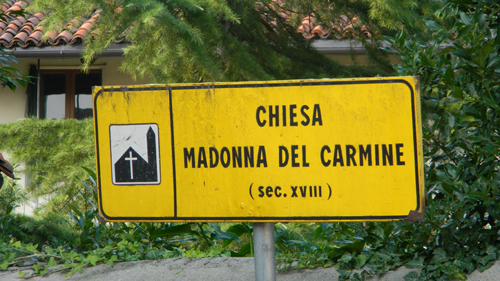 CHIESA
MADONNA DEL CARMINE
(SEC. XVIII)